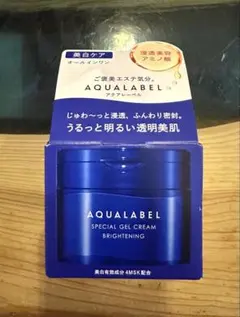 美白ケア
オールインワン
浸透美容
アミノ酸
ご褒美エステ気分。
AQUALABEL
アクアレーベル
じゅわ～っと浸透、ふんわり密封。
うるっと明るい透明美肌
AQUALABEL
SPECIAL GEL CREAM
BRIGHTENING
美白有効成分 4MSK配合